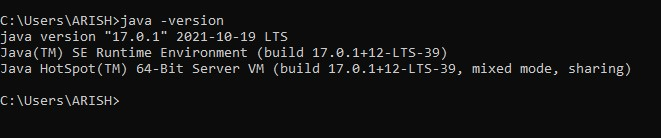 C:\Users\ARISH>java -version
java version "17.0.1" 2021-10-19 LTS
Java(TM) SE Runtime Environment (build 17.0.1+12-LTS-39)
Java HotSpot(TM) 64-Bit Server VM (build 17.0.1+12-LTS-39, mixed mode, sharing)
C:\Users\ARISH>